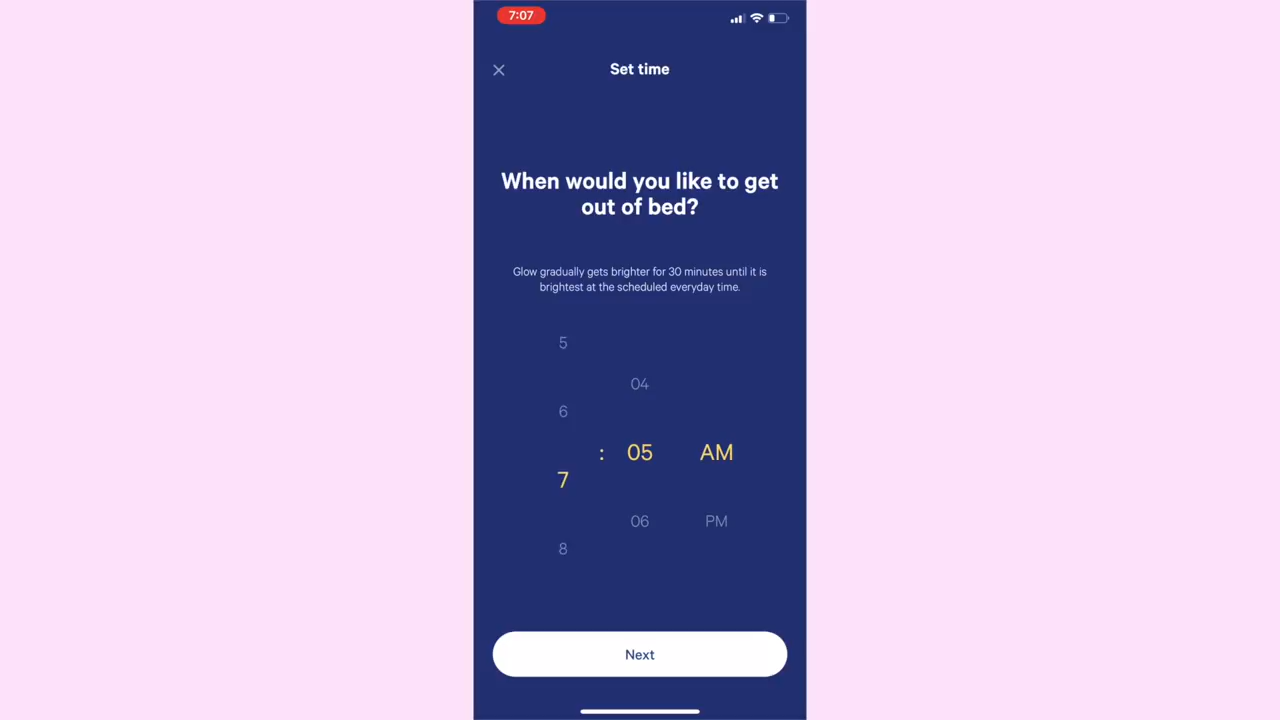 7:07
Set time
When would you like to get
out of bed?
Glow gradually gets brighter for 30 minutes until it is
brightest at the scheduled everyday time.
5
04
6
: 05 AM
7
06 PM
8
Next